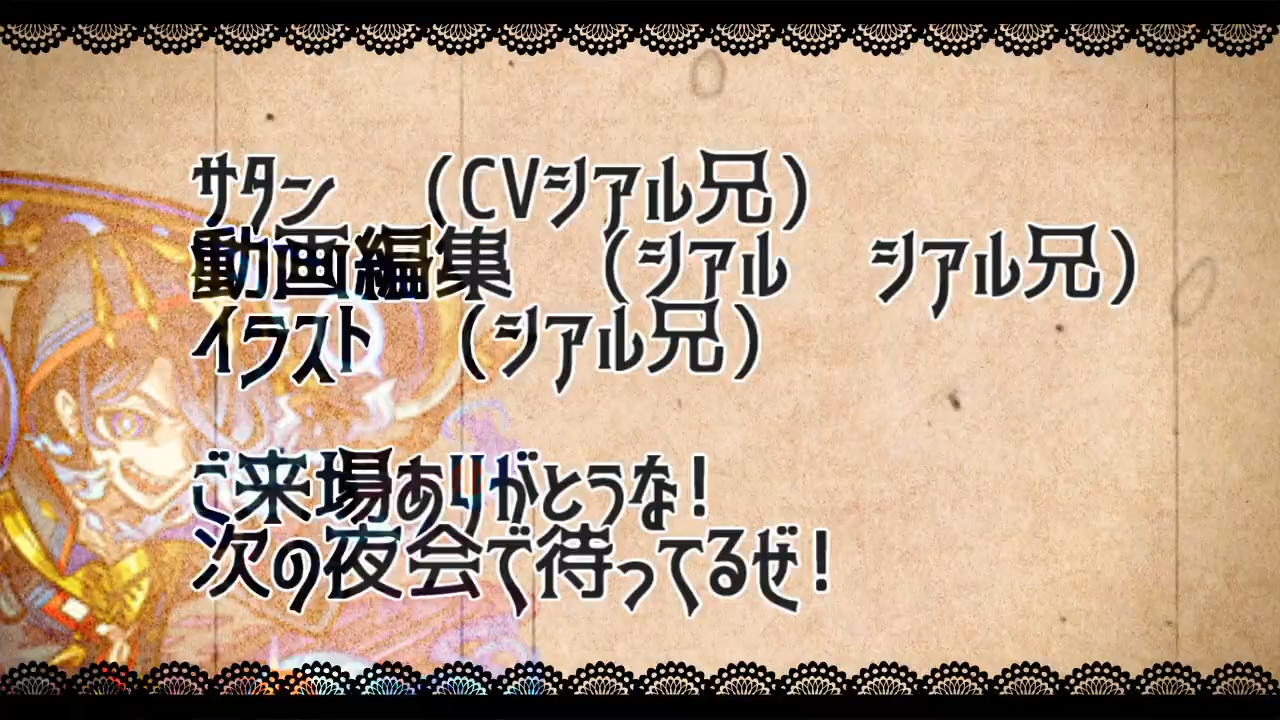 サタン　（CVシアル兄）
動画編集　（シアル　シアル兄）
イラスト　（シアル兄）
ご来場ありがとうな！
次の夜会で待ってるぜ！